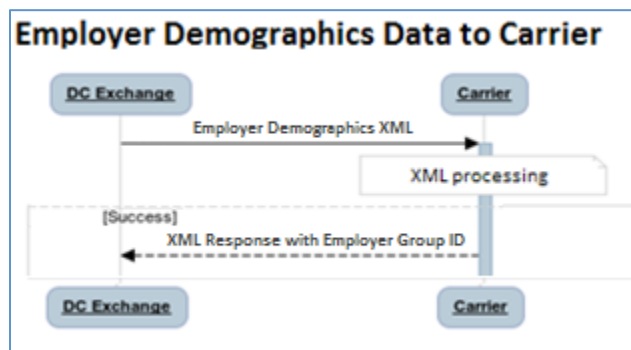 Employer Demographics Data to Carrier
DC Exchange
Carrier
Employer Demographics XML
XML processing
[Success]
XML Response with Employer Group ID
DC Exchange
Carrier